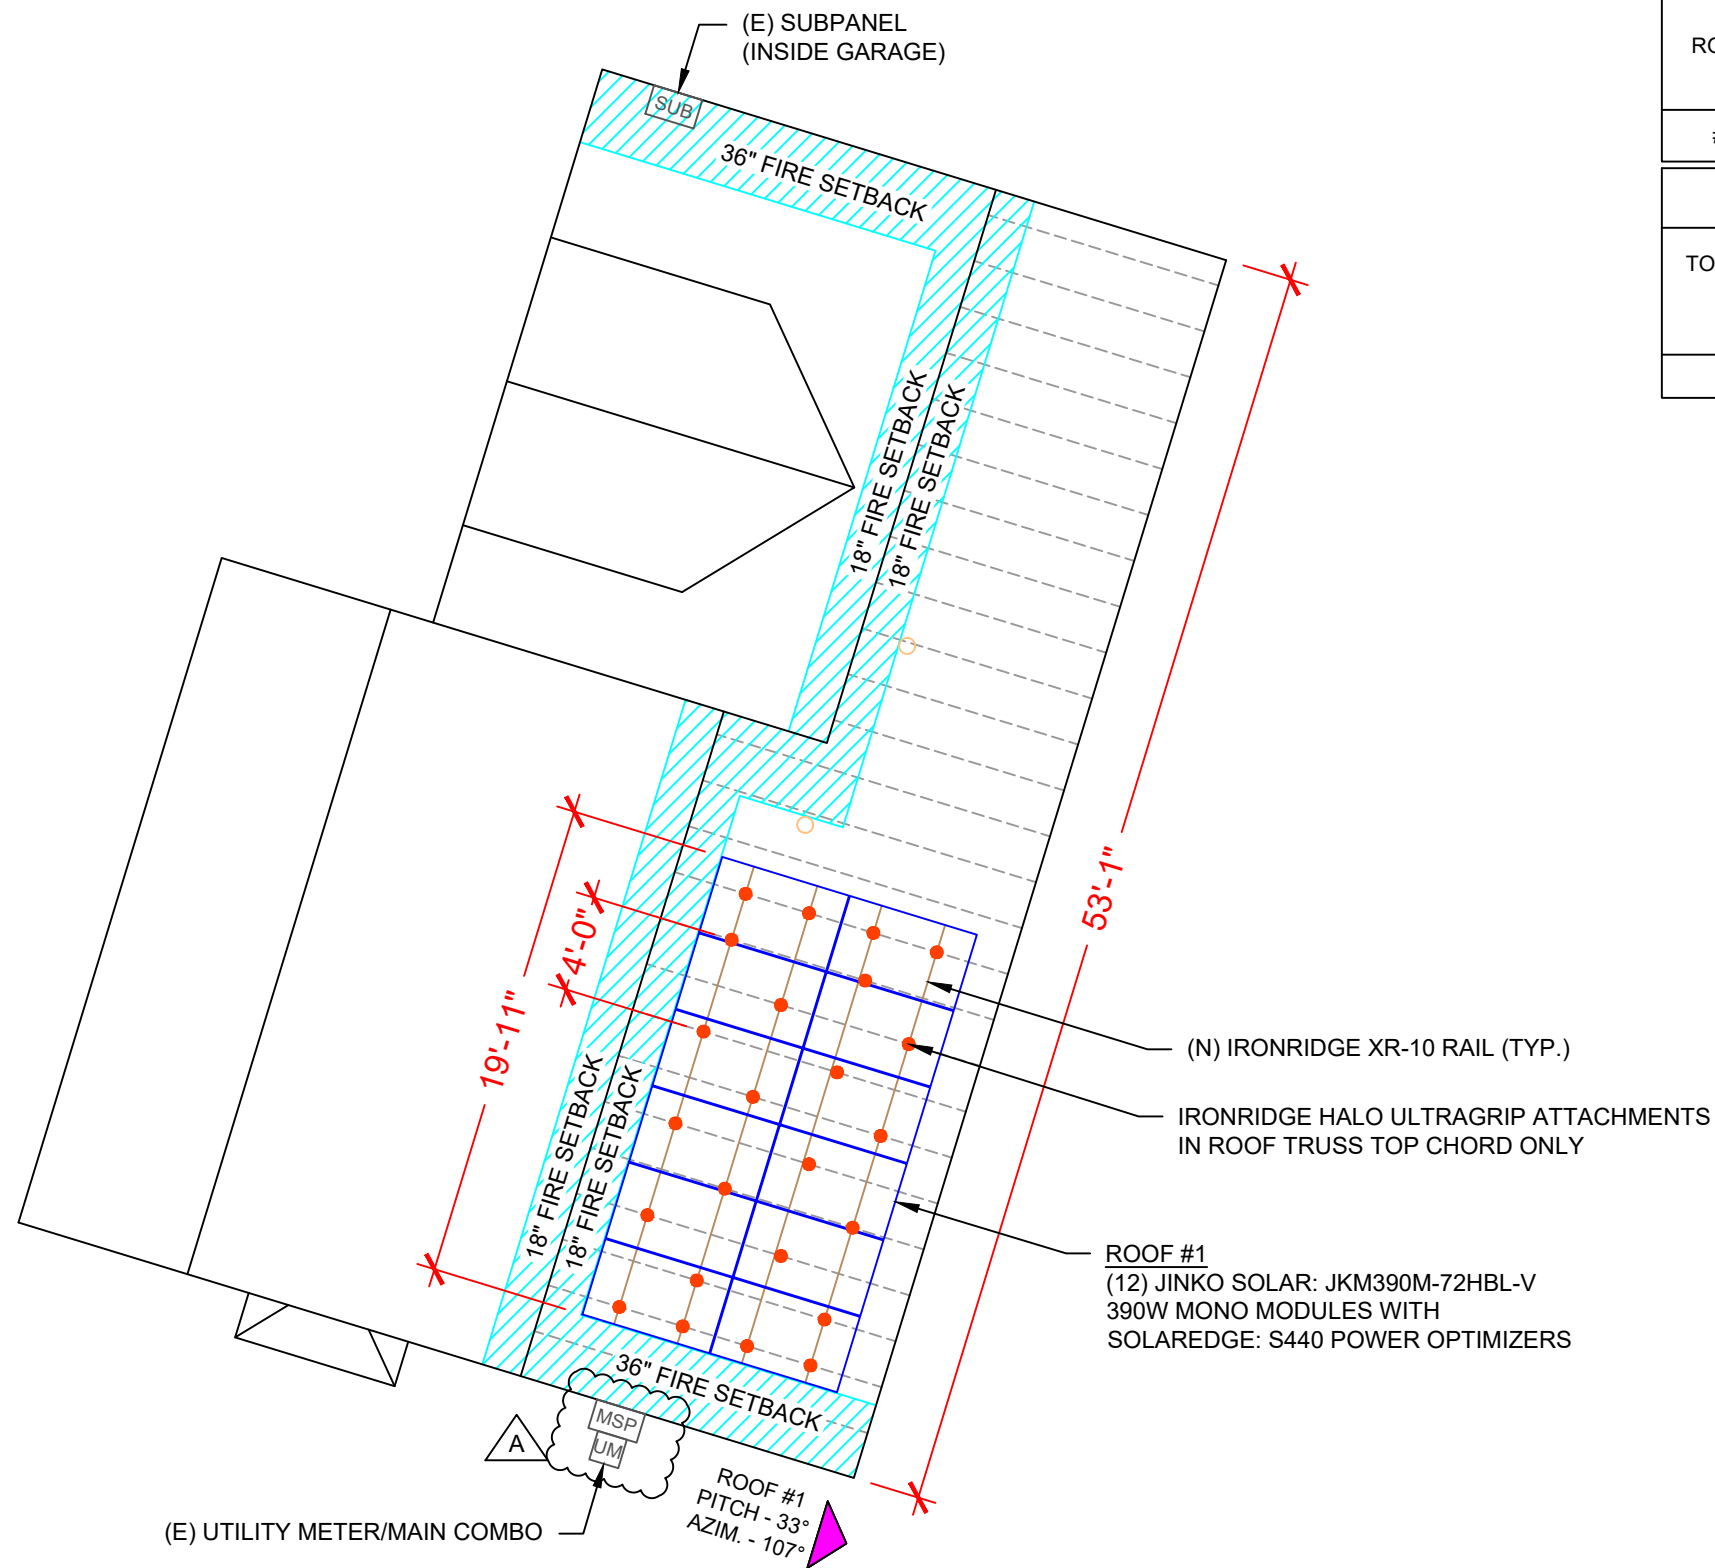 (E) SUBPANEL
(INSIDE GARAGE)
SUB
36" FIRE SETBACK
18" FIRE SETBACK
18" FIRE SETBACK
53'-1"
4'-0"
19'-11"
18" FIRE SETBACK
18" FIRE SETBACK
(N) IRONRIDGE XR-10 RAIL (TYP.)
IRONRIDGE HALO ULTRAGRIP ATTACHMENTS
IN ROOF TRUSS TOP CHORD ONLY
ROOF #1
(12) JINKO SOLAR: JKM390M-72HBL-V
390W MONO MODULES WITH
SOLAREDGE: S440 POWER OPTIMIZERS
36" FIRE SETBACK
MSP
UM
A
ROOF #1
PITCH - 33°
AZIM. - 107°
(E) UTILITY METER/MAIN COMBO